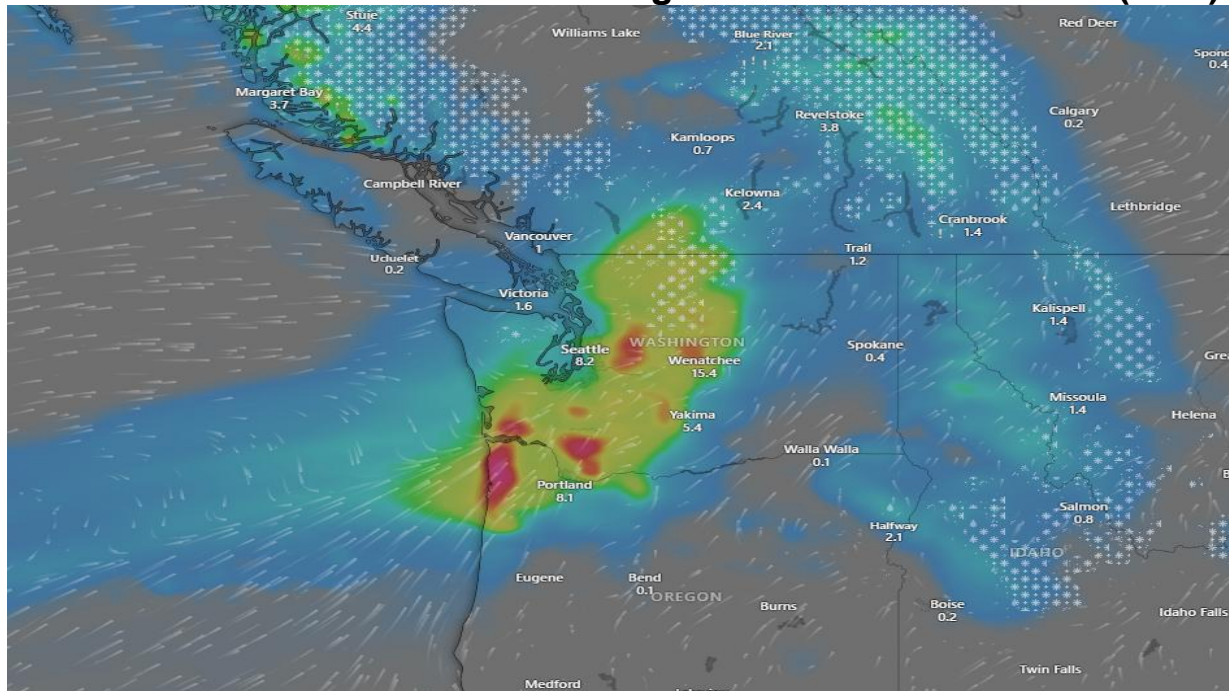 Stuie
4.4
Williams Lake
Blue River
2.1
Red Deer
0.4
Margaret Bay
3.7
Revelstoke
3.8
Calgary
0.2
Kamloops
0.7
Campbell River
Kelowna
2.4
Lethbridge
Cranbrook
1.4
Vancouver
1
Trail
1.2
Ucluelet
0.2
Victoria
1.6
Kalispell
1.4
Seattle
8.2
WASHINGTON
Wenatchee
15.4
Spokane
0.4
Missoula
1.4
Yakima
5.4
Helena
Walla Walla
0.1
Portland
8.1
Salmon
0.8
Halfway
2.1
IDAHO
Eugene
Bend
0.1
OREGON
Burns
Boise
0.2
Idaho Falls
Twin Falls
Medford